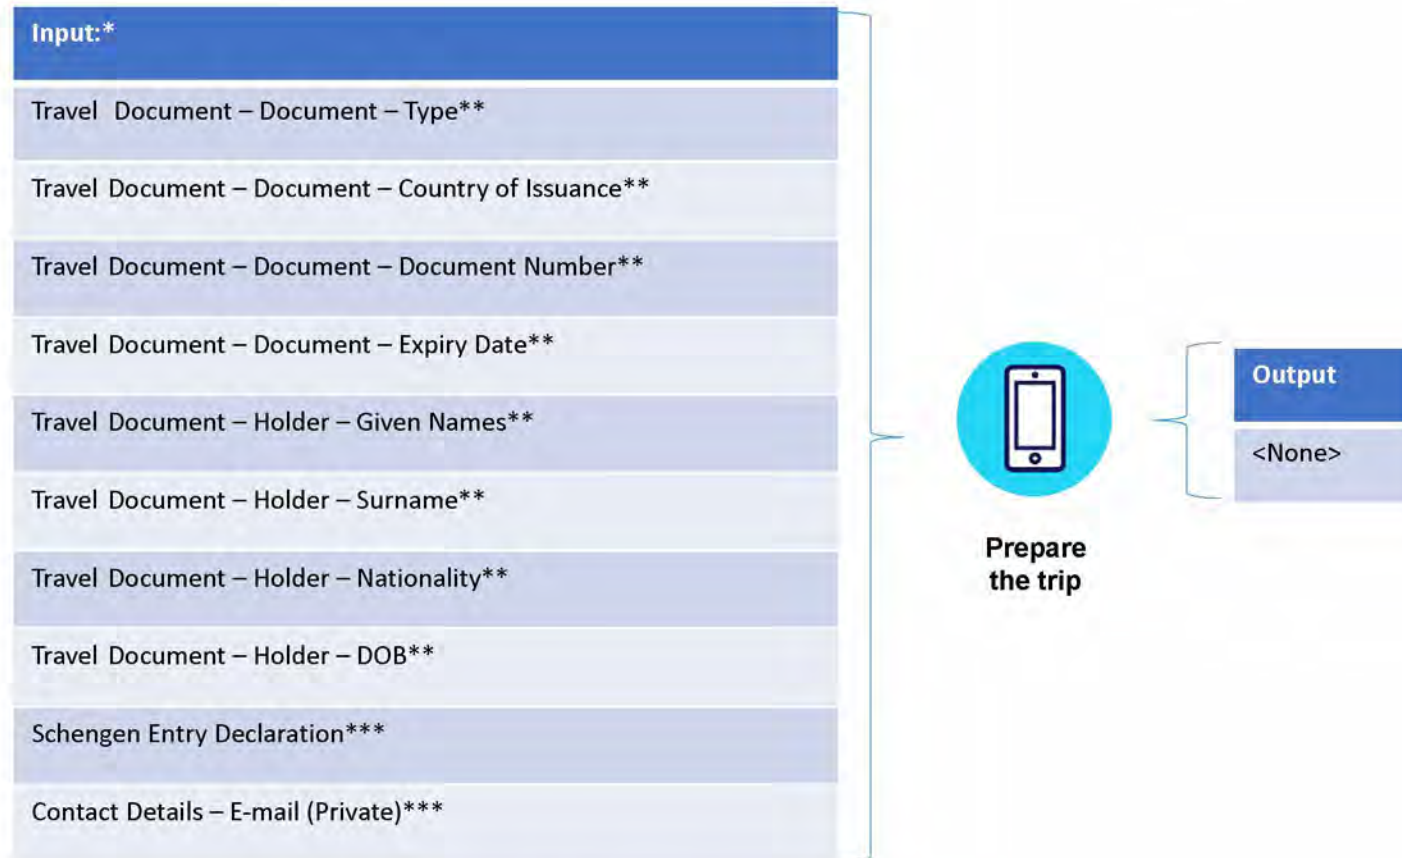 Input:*
Travel Document – Document – Type**
Travel Document – Document – Country of Issuance**
Travel Document – Document – Document Number**
Travel Document – Document – Expiry Date**
Travel Document – Holder – Given Names**
Travel Document – Holder – Surname**
Travel Document – Holder – Nationality**
Travel Document – Holder – DOB**
Schengen Entry Declaration***
Contact Details – E-mail (Private)***
Prepare
the trip
Output
<None>